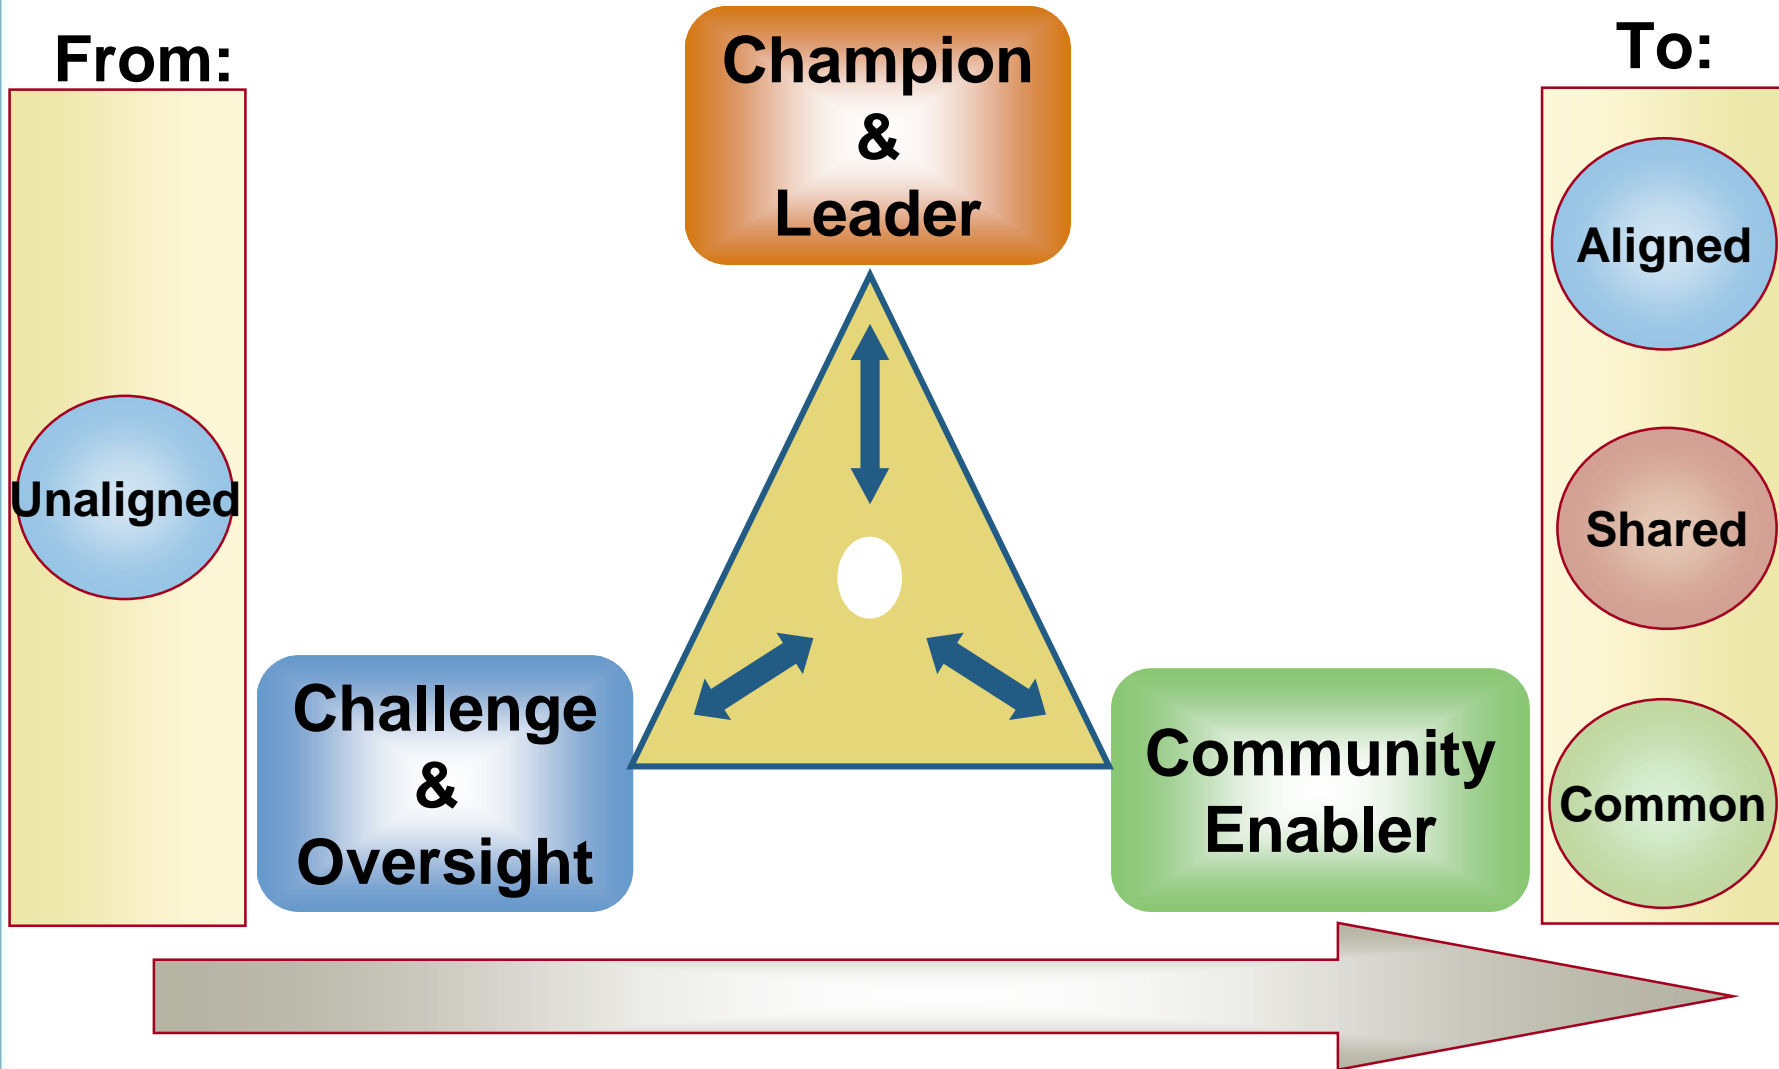 From:
Unaligned
Champion
&
Leader
Challenge
&
Oversight
Community
Enabler
To:
Aligned
Shared
Common